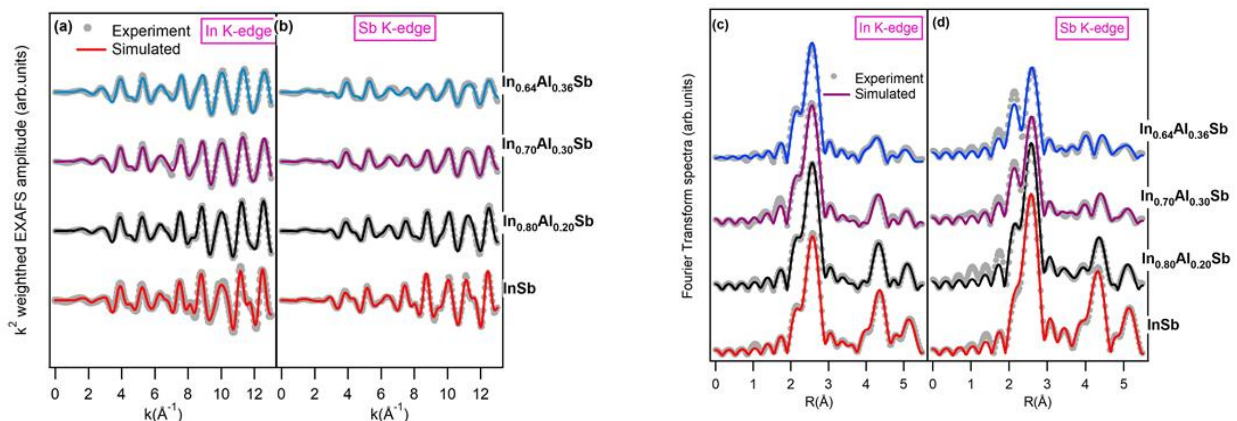 (a)
Experiment
Simulated
In K-edge
(b)
Sb K-edge
In0.64Al0.36Sb
In0.70Al0.30Sb
In0.80Al0.20Sb
InSb
k2 weighthed EXAFS amplitude (arb.units)
0 2 4 6 8 10 12
0 2 4 6 8 10 12
k(Å-1)
k(Å-1)
(c)
In K-edge
Experiment
Simulated
(d)
Sb K-edge
Experiment
Simulated
In0.64Al0.36Sb
In0.70Al0.30Sb
In0.80Al0.20Sb
InSb
Fourier Transform spectra (arb.units)
0 1 2 3 4 5
0 1 2 3 4 5
R(Å)
R(Å)